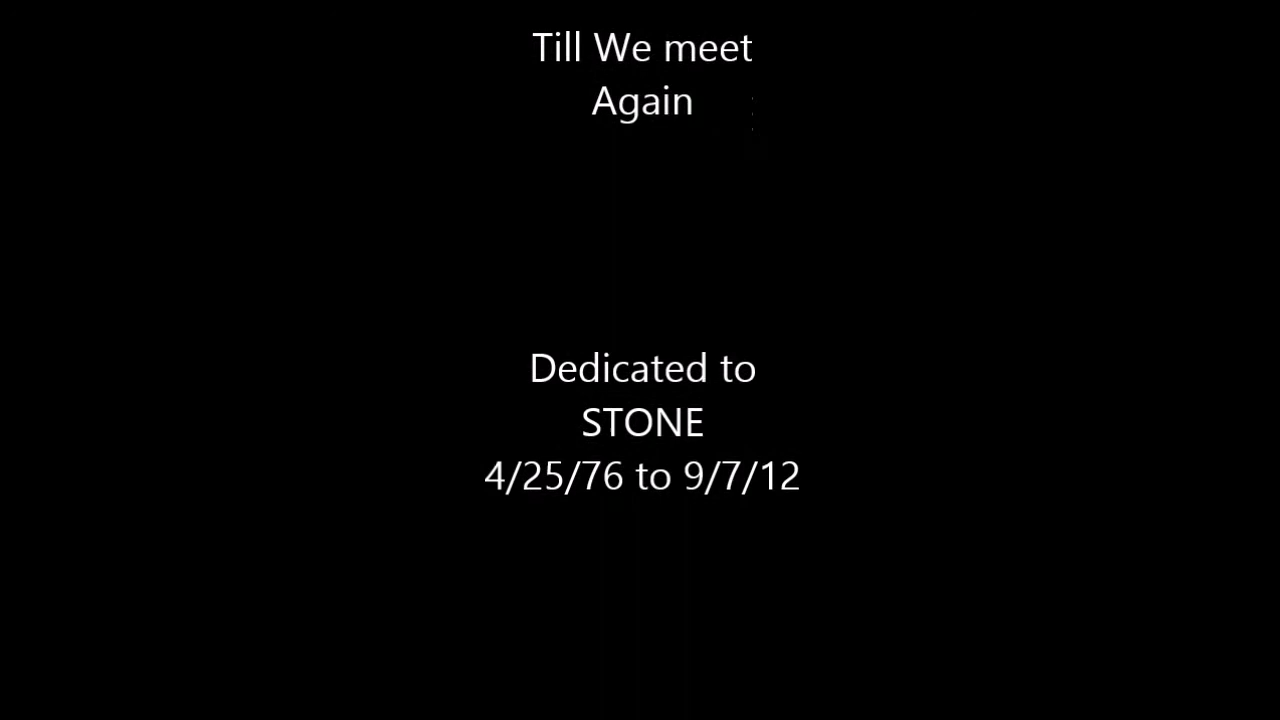 Till We meet
Again
Dedicated to
STONE
4/25/76 to 9/7/12